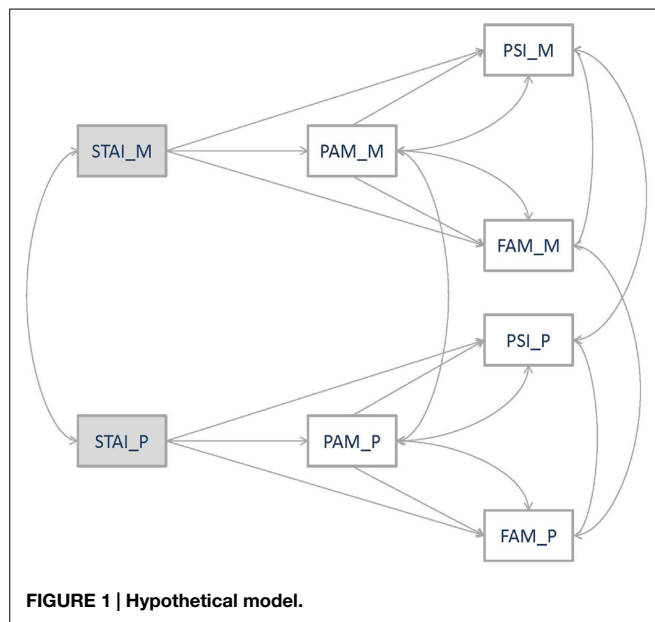 PSI_M
STAI_M
PAM_M
FAM_M
PSI_P
STAI_P
PAM_P
FAM_P
FIGURE 1 | Hypothetical model.